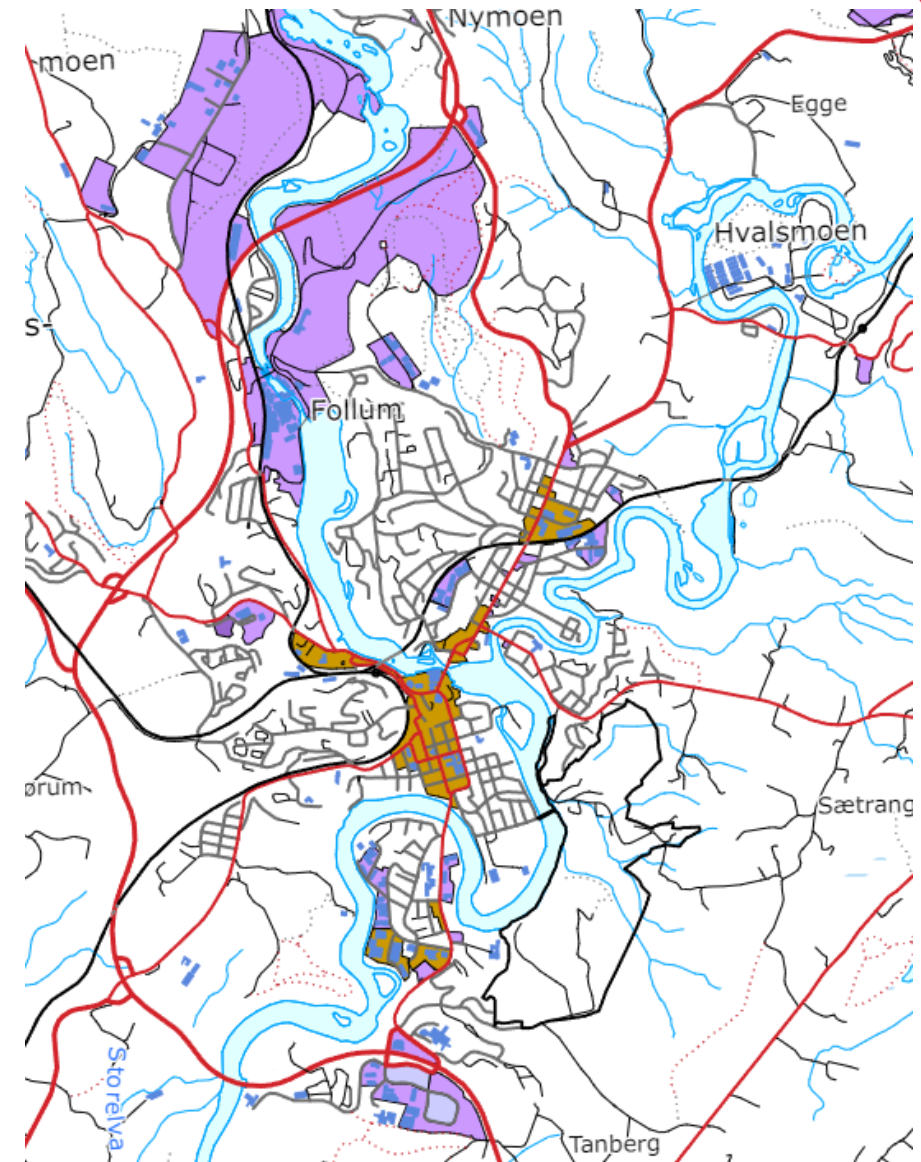 Nymoen
moen
Egge
Hvalsmoen
s-
Follum
ørum
Sætrang
Storelva
Tanberg